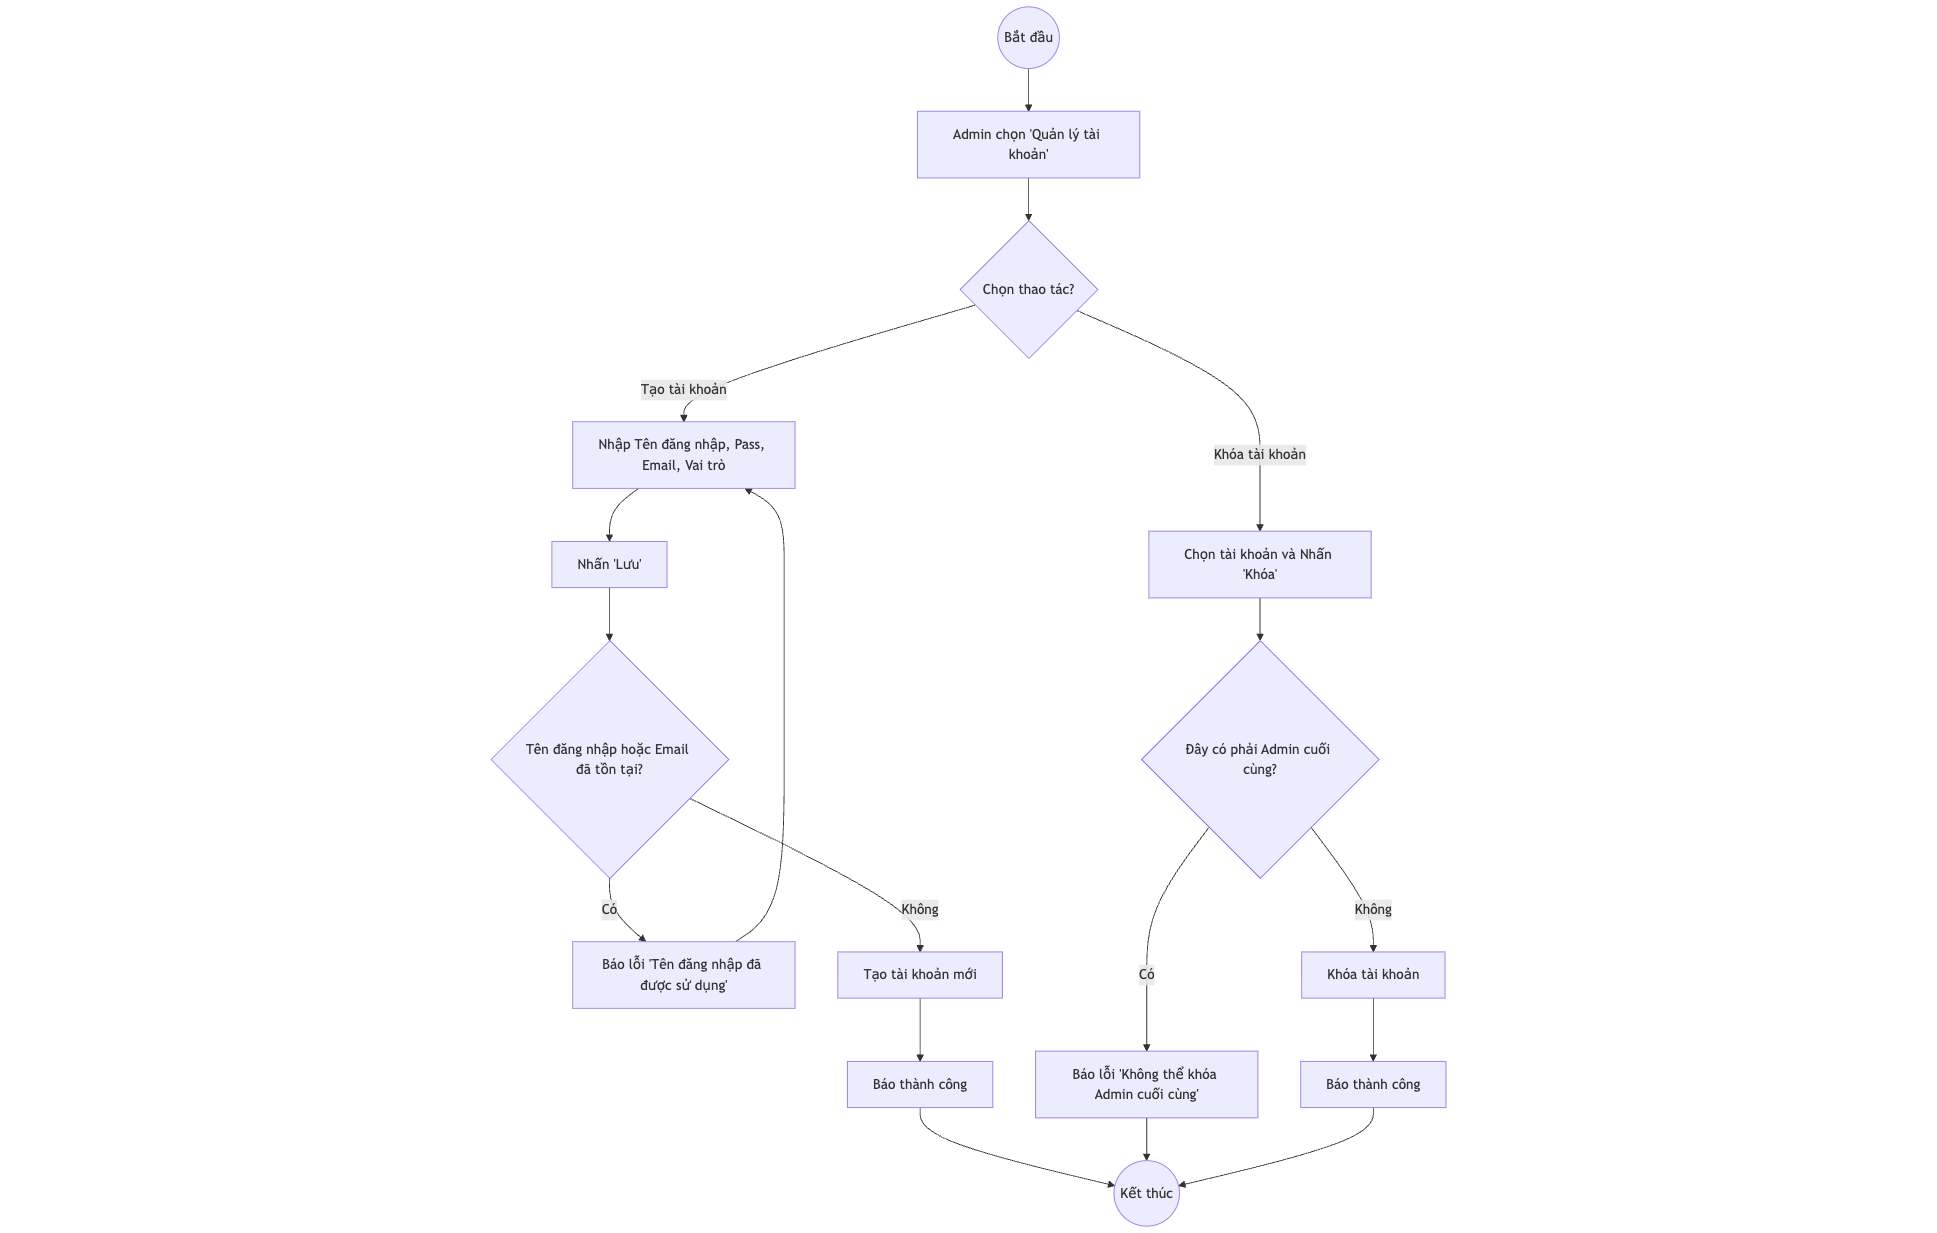 Bắt đầu
Admin chọn 'Quản lý tài
khoản'
Chọn thao tác?
Tạo tài khoản
Nhập Tên đăng nhập, Pass,
Email, Vai trò
Khóa tài khoản
Nhấn 'Lưu'
Chọn tài khoản và Nhấn
'Khóa'
Tên đăng nhập hoặc Email
đã tồn tại?
Đây có phải Admin cuối
cùng?
Có
Không
Không
Báo lỗi 'Tên đăng nhập đã
được sử dụng'
Tạo tài khoản mới
Có
Khóa tài khoản
Báo thành công
Báo lỗi 'Không thể khóa
Admin cuối cùng'
Báo thành công
Kết thúc